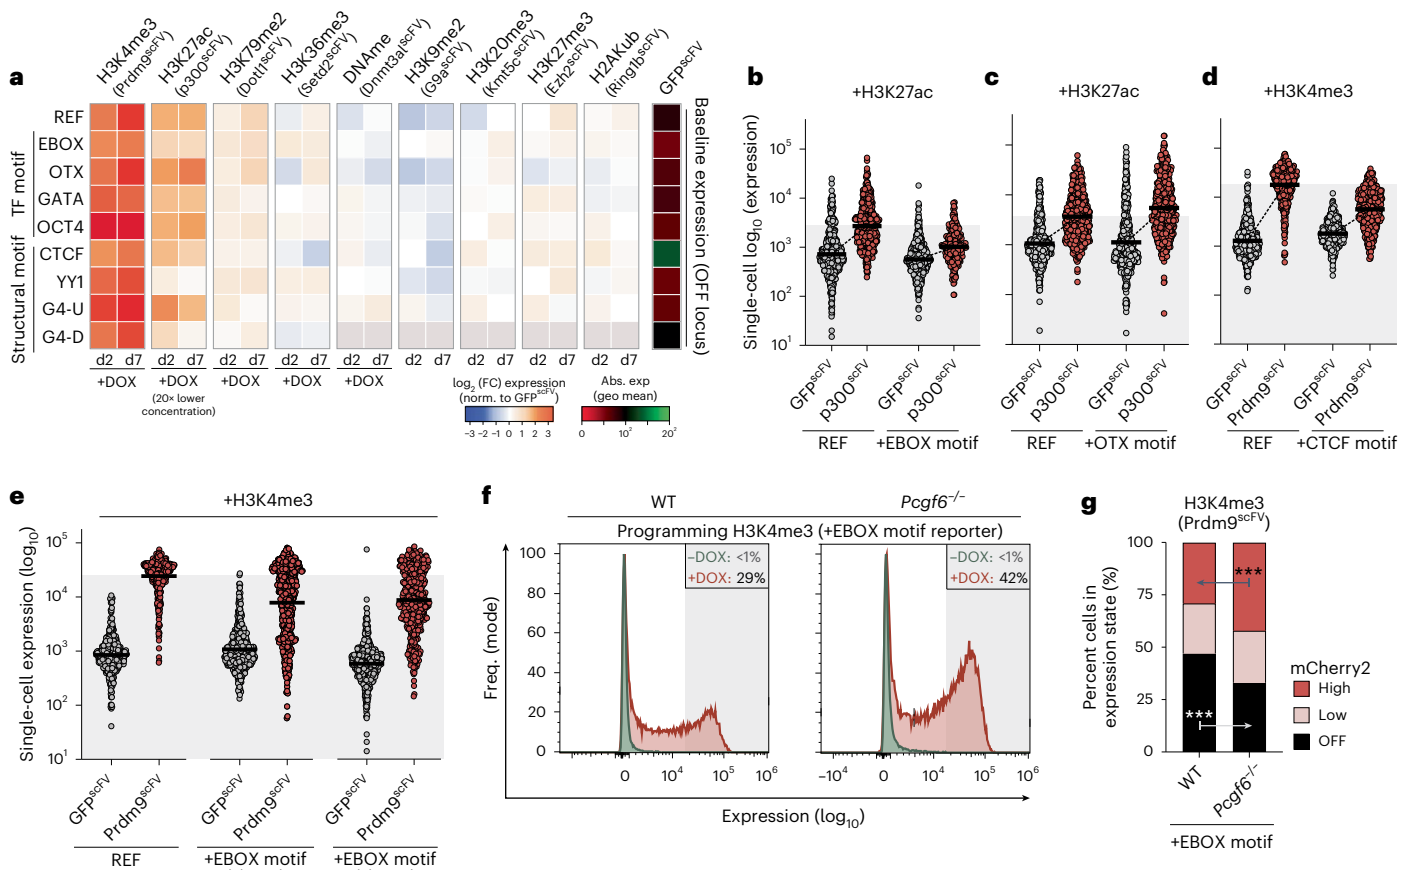 a
H3K4me3
(Prdm9scFV)
H3K27ac
(p300scFV)
H3K79me2
(Dot1lscFV)
H3K36me3
(Setd2scFV)
DNAme
(Dnmt3alscFV)
H3K9me2
(G9ascFV)
H3K20me3
(Kmt5cscFV)
H3K27me3
(Ezh2scFV)
H2AKub
(Ring1bscFV)
GFPscFV
TF motif
Structural motif
REF
EBOX
OTX
GATA
OCT4
CTCF
YY1
G4-U
G4-D
Baseline expression (OFF locus)
d2 d7 d2 d7 d2 d7 d2 d7 d2 d7 d2 d7 d2 d7 d2 d7 d2 d7
+DOX +DOX +DOX +DOX +DOX
(20× lower
concentration)
log2 (FC) expression
(norm. to GFPscFV)
−3 −2 −1 0 1 2 3
Abs. exp
(geo mean)
0 10² 20²
b
+H3K27ac
Single-cell log10 (expression)
10⁵
10⁴
10³
10²
10¹
GFPscFV p300scFV GFPscFV p300scFV
REF +EBOX motif
c
+H3K27ac
GFPscFV p300scFV GFPscFV p300scFV
REF +OTX motif
d
+H3K4me3
GFPscFV Prdm9scFV GFPscFV Prdm9scFV
REF +CTCF motif
e
+H3K4me3
Single-cell expression (log10)
10⁵
10⁴
10³
10²
10¹
GFPscFV Prdm9scFV GFPscFV Prdm9scFV GFPscFV Prdm9scFV
REF +EBOX motif +EBOX motif
f
WT Pcgf6−/−
Programming H3K4me3 (+EBOX motif reporter)
Freq. (mode)
100
80
60
40
20
0
−DOX: <1%
+DOX: 29%
−DOX: <1%
+DOX: 42%
0 10⁴ 10⁵ 10⁶
−10⁴ 0 10⁴ 10⁵ 10⁶
Expression (log10)
g
H3K4me3
(Prdm9scFV)
Percent cells in
expression state (%)
100
75
50
25
0
***
***
WT Pcgf6−/−
+EBOX motif
mCherry2
High
Low
OFF